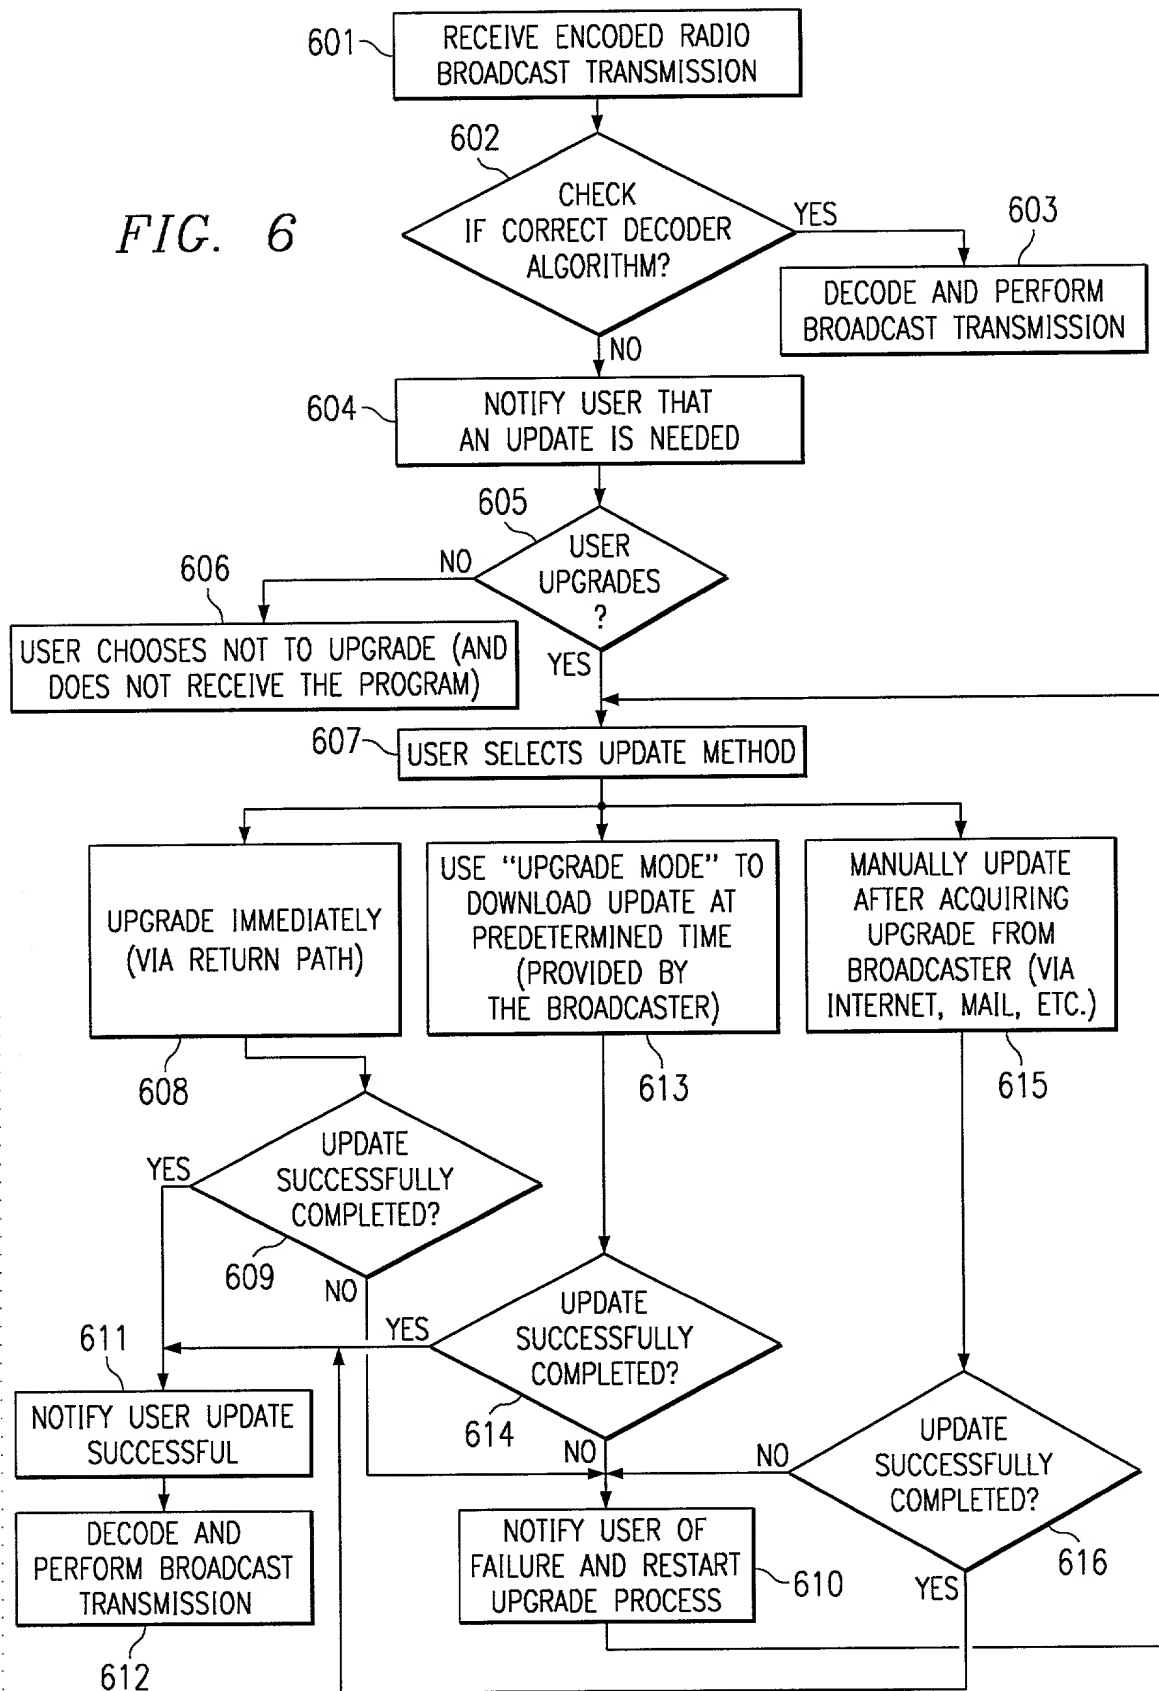 601
RECEIVE ENCODED RADIO
BROADCAST TRANSMISSION
602
CHECK
IF CORRECT DECODER
ALGORITHM?
YES
603
FIG. 6
DECODE AND PERFORM
BROADCAST TRANSMISSION
NO
604
NOTIFY USER THAT
AN UPDATE IS NEEDED
605
USER
UPGRADES
?
NO
606
USER CHOOSES NOT TO UPGRADE (AND
DOES NOT RECEIVE THE PROGRAM)
YES
607
USER SELECTS UPDATE METHOD
UPGRADE IMMEDIATELY
(VIA RETURN PATH)
608
USE "UPGRADE MODE" TO
DOWNLOAD UPDATE AT
PREDETERMINED TIME
(PROVIDED BY
THE BROADCASTER)
613
MANUALLY UPDATE
AFTER ACQUIRING
UPGRADE FROM
BROADCASTER (VIA
INTERNET, MAIL, ETC.)
615
YES
UPDATE
SUCCESSFULLY
COMPLETED?
609
NO
YES
UPDATE
SUCCESSFULLY
COMPLETED?
614
NO
611
NOTIFY USER UPDATE
SUCCESSFUL
NO
UPDATE
SUCCESSFULLY
COMPLETED?
616
YES
DECODE AND
PERFORM BROADCAST
TRANSMISSION
612
NOTIFY USER OF
FAILURE AND RESTART
UPGRADE PROCESS
610